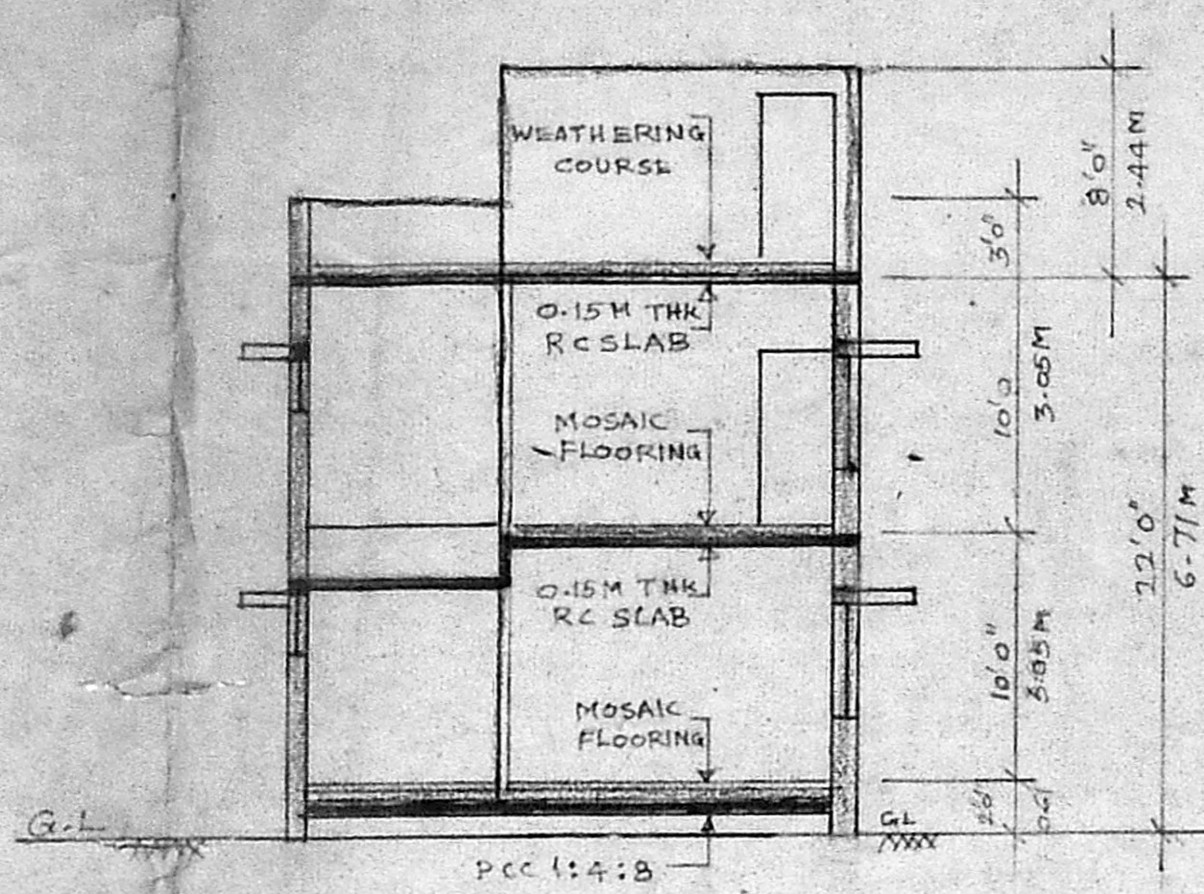 WEATHERING
COURSE
8'0"
2.44M
3'0"
0.15M THK
RC SLAB
10'0
3.05M
MOSAIC
FLOORING
22'0"
6.71M
0.15M THK
RC SLAB
10'0"
3.05M
MOSAIC
FLOORING
G.L
GL
PCC 1:4:8